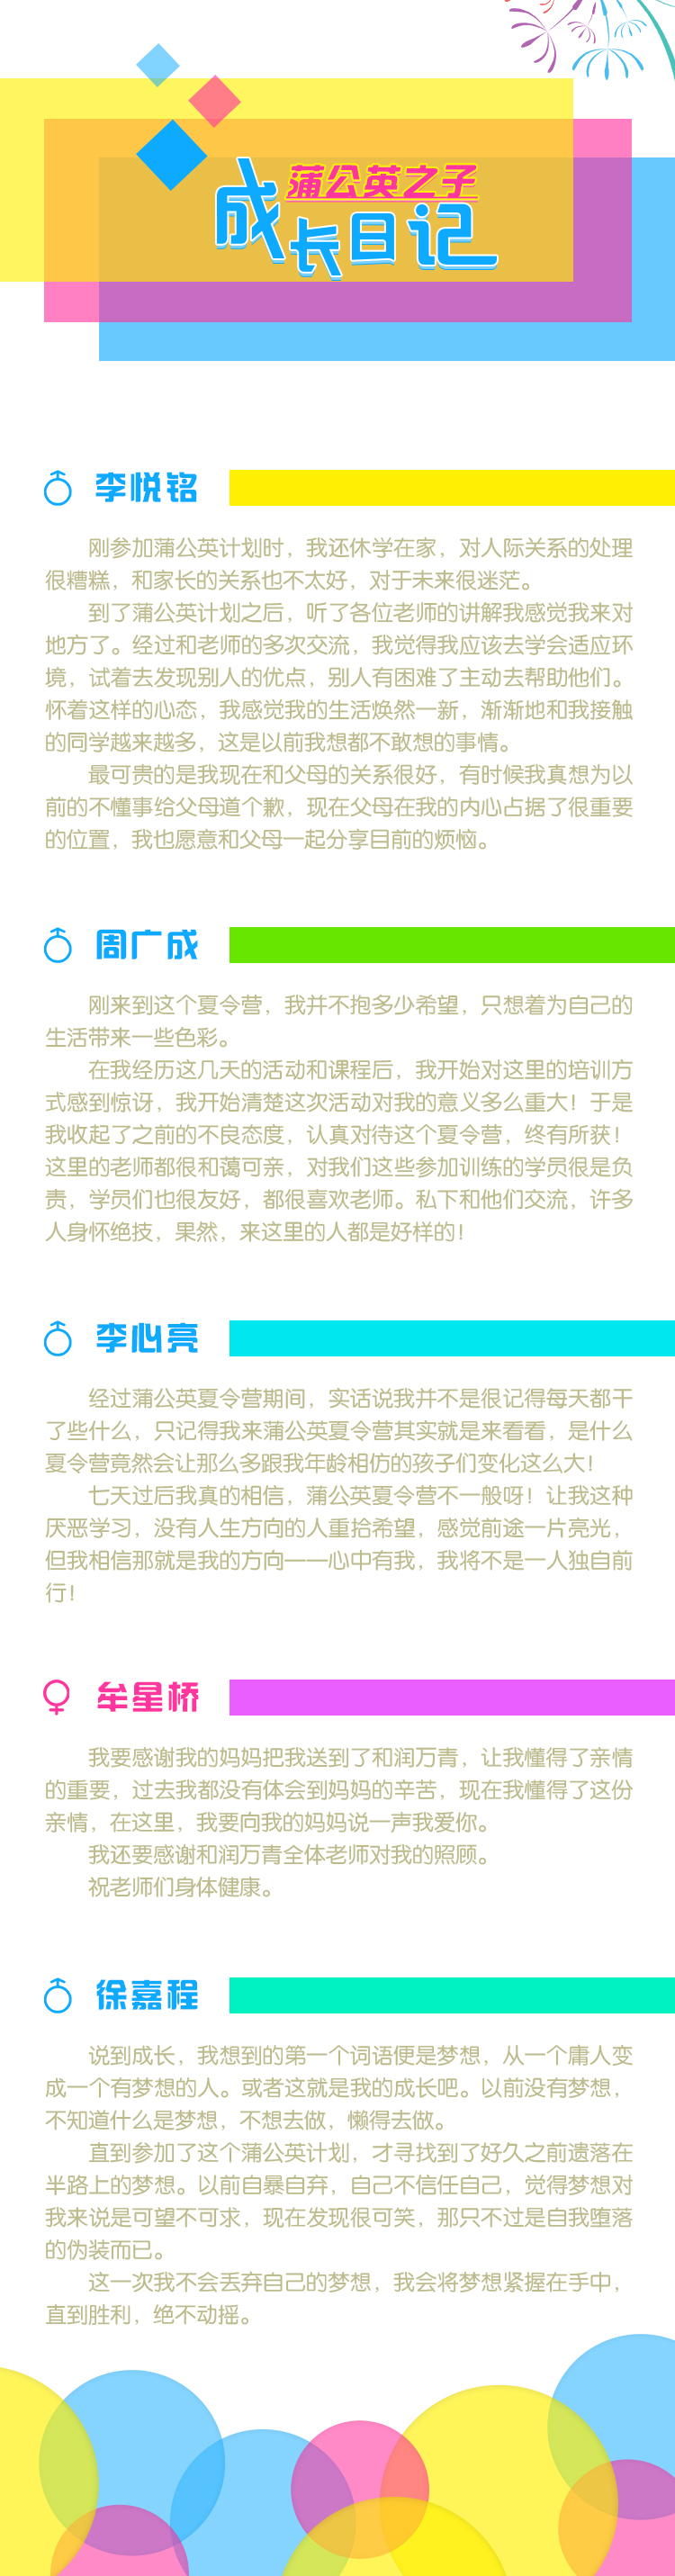 蒲公英之子
成长日记
李悦铭
刚参加蒲公英计划时，我还休学在家，对人际关系的处理
很糟糕，和家长的关系也不太好，对于未来很迷茫。
到了蒲公英计划之后，听了各位老师的讲解我感觉我来对
地方了。经过和老师的多次交流，我觉得我应该去学会适应环
境，试着去发现别人的优点，别人有困难了主动去帮助他们。
怀着这样的心态，我感觉我的生活焕然一新，渐渐地和我接触
的同学越来越多，这是以前我想都不敢想的事情。
最可贵的是我现在和父母的关系很好，有时候我真想为以
前的不懂事给父母道个歉，现在父母在我的内心占据了很重要
的位置，我也愿意和父母一起分享目前的烦恼。
周广成
刚来到这个夏令营，我并不抱多少希望，只想着为自己的
生活带来一些色彩。
在我经历这几天的活动和课程后，我开始对这里的培训方
式感到惊讶，我开始清楚这次活动对我的意义多么重大！于是
我收起了之前的不良态度，认真对待这个夏令营，终有所获！
这里的老师都很和蔼可亲，对我们这些参加训练的学员很是负
责，学员们也很友好，都很喜欢老师。私下和他们交流，许多
人身怀绝技，果然，来这里的人都是好样的！
李心亮
经过蒲公英夏令营期间，实话说我并不是很记得每天都干
了些什么，只记得我来蒲公英夏令营其实就是来看看，是什么
夏令营竟然会让那么多跟我年龄相仿的孩子们变化这么大！
七天过后我真的相信，蒲公英夏令营不一般呀！让我这种
厌恶学习，没有人生方向的人重拾希望，感觉前途一片亮光，
但我相信那就是我的方向——心中有我，我将不是一人独自前
行！
牟星桥
我要感谢我的妈妈把我送到了和润万青，让我懂得了亲情
的重要，过去我都没有体会到妈妈的辛苦，现在我懂得了这份
亲情，在这里，我要向我的妈妈说一声我爱你。
我还要感谢和润万青全体老师对我的照顾。
祝老师们身体健康。
徐嘉程
说到成长，我想到的第一个词语便是梦想，从一个庸人变
成一个有梦想的人。或者这就是我的成长吧。以前没有梦想，
不知道什么是梦想，不想去做，懒得去做。
直到参加了这个蒲公英计划，才寻找到了好久之前遗落在
半路上的梦想。以前自暴自弃，自己不信任自己，觉得梦想对
我来说是可望不可求，现在发现很可笑，那只不过是自我堕落
的伪装而已。
这一次我不会丢弃自己的梦想，我会将梦想紧握在手中，
直到胜利，绝不动摇。